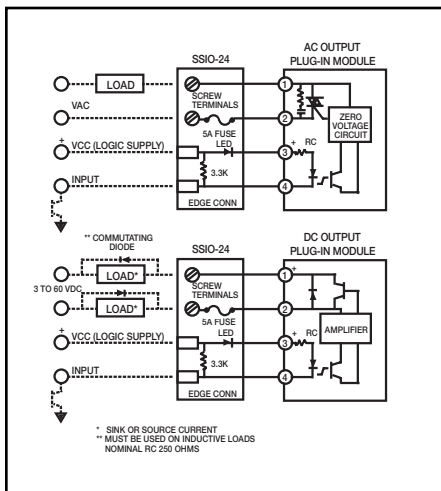 SSIO-24
AC OUTPUT
PLUG-IN MODULE
LOAD
SCREW
TERMINALS
1
VAC
5A FUSE
2
ZERO
VOLTAGE
CIRCUIT
LED
+
VCC (LOGIC SUPPLY)
3
+
RC
3.3K
INPUT
4
EDGE CONN
** COMMUTATING
DIODE
SSIO-24
DC OUTPUT
PLUG-IN MODULE
LOAD*
SCREW
TERMINALS
1
+
3 TO 60 VDC
LOAD*
5A FUSE
2
AMPLIFIER
LED
+
VCC (LOGIC SUPPLY)
3
+
RC
3.3K
INPUT
4
EDGE CONN
* SINK OR SOURCE CURRENT
** MUST BE USED ON INDUCTIVE LOADS
NOMINAL RC 250 OHMS